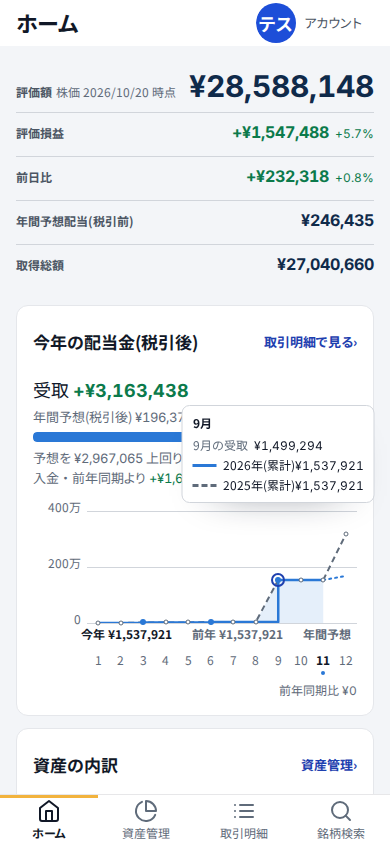 ホーム
テス アカウント
評価額 株価 2026/10/20 時点 ¥28,588,148
評価損益 +¥1,547,488 +5.7%
前日比 +¥232,318 +0.8%
年間予想配当(税引前) ¥246,435
取得総額 ¥27,040,660
今年の配当金(税引後) 取引明細で見る›
受取 +¥3,163,438
年間予想(税引後) ¥196,37
予想を ¥2,967,065 上回り
入金・前年同期より +¥1,6
9月
9月の受取 ¥1,499,294
2026年(累計)¥1,537,921
2025年(累計)¥1,537,921
400万
200万
0
今年 ¥1,537,921 前年 ¥1,537,921 年間予想
1 2 3 4 5 6 7 8 9 10 11 12
前年同期比 ¥0
資産の内訳 資産管理›
ホーム 資産管理 取引明細 銘柄検索